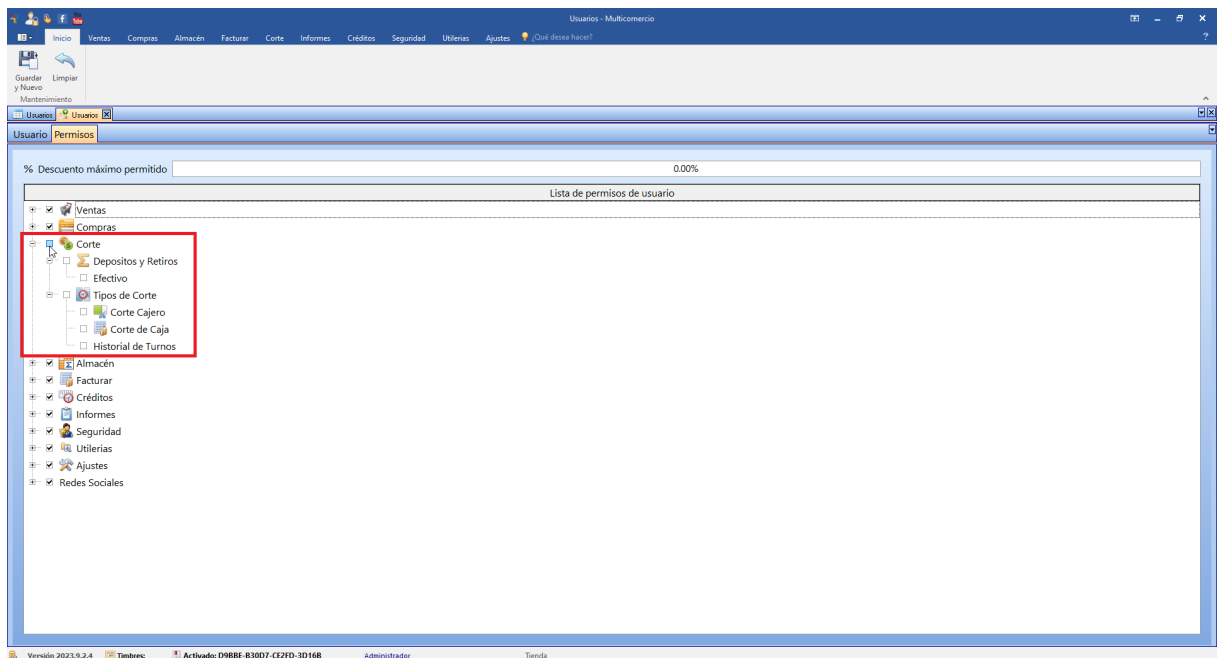 Usuarios - Multicomercio
Inicio Ventas Compras Almacén Facturar Corte Informes Créditos Seguridad Utilerias Ajustes ¿Qué desea hacer? ?
Guardar y Nuevo
Limpiar
Mantenimiento
Usuarios Usuarios
Usuario Permisos
% Descuento máximo permitido 0.00%
Lista de permisos de usuario
Ventas
Compras
Corte
Depositos y Retiros
Efectivo
Tipos de Corte
Corte Cajero
Corte de Caja
Historial de Turnos
Almacén
Facturar
Créditos
Informes
Seguridad
Utilerias
Ajustes
Redes Sociales
Versión 2023.9.2.4 Timbres: Activado: D9BBE-B30D7-CE2FD-3D16B Administrador Tienda